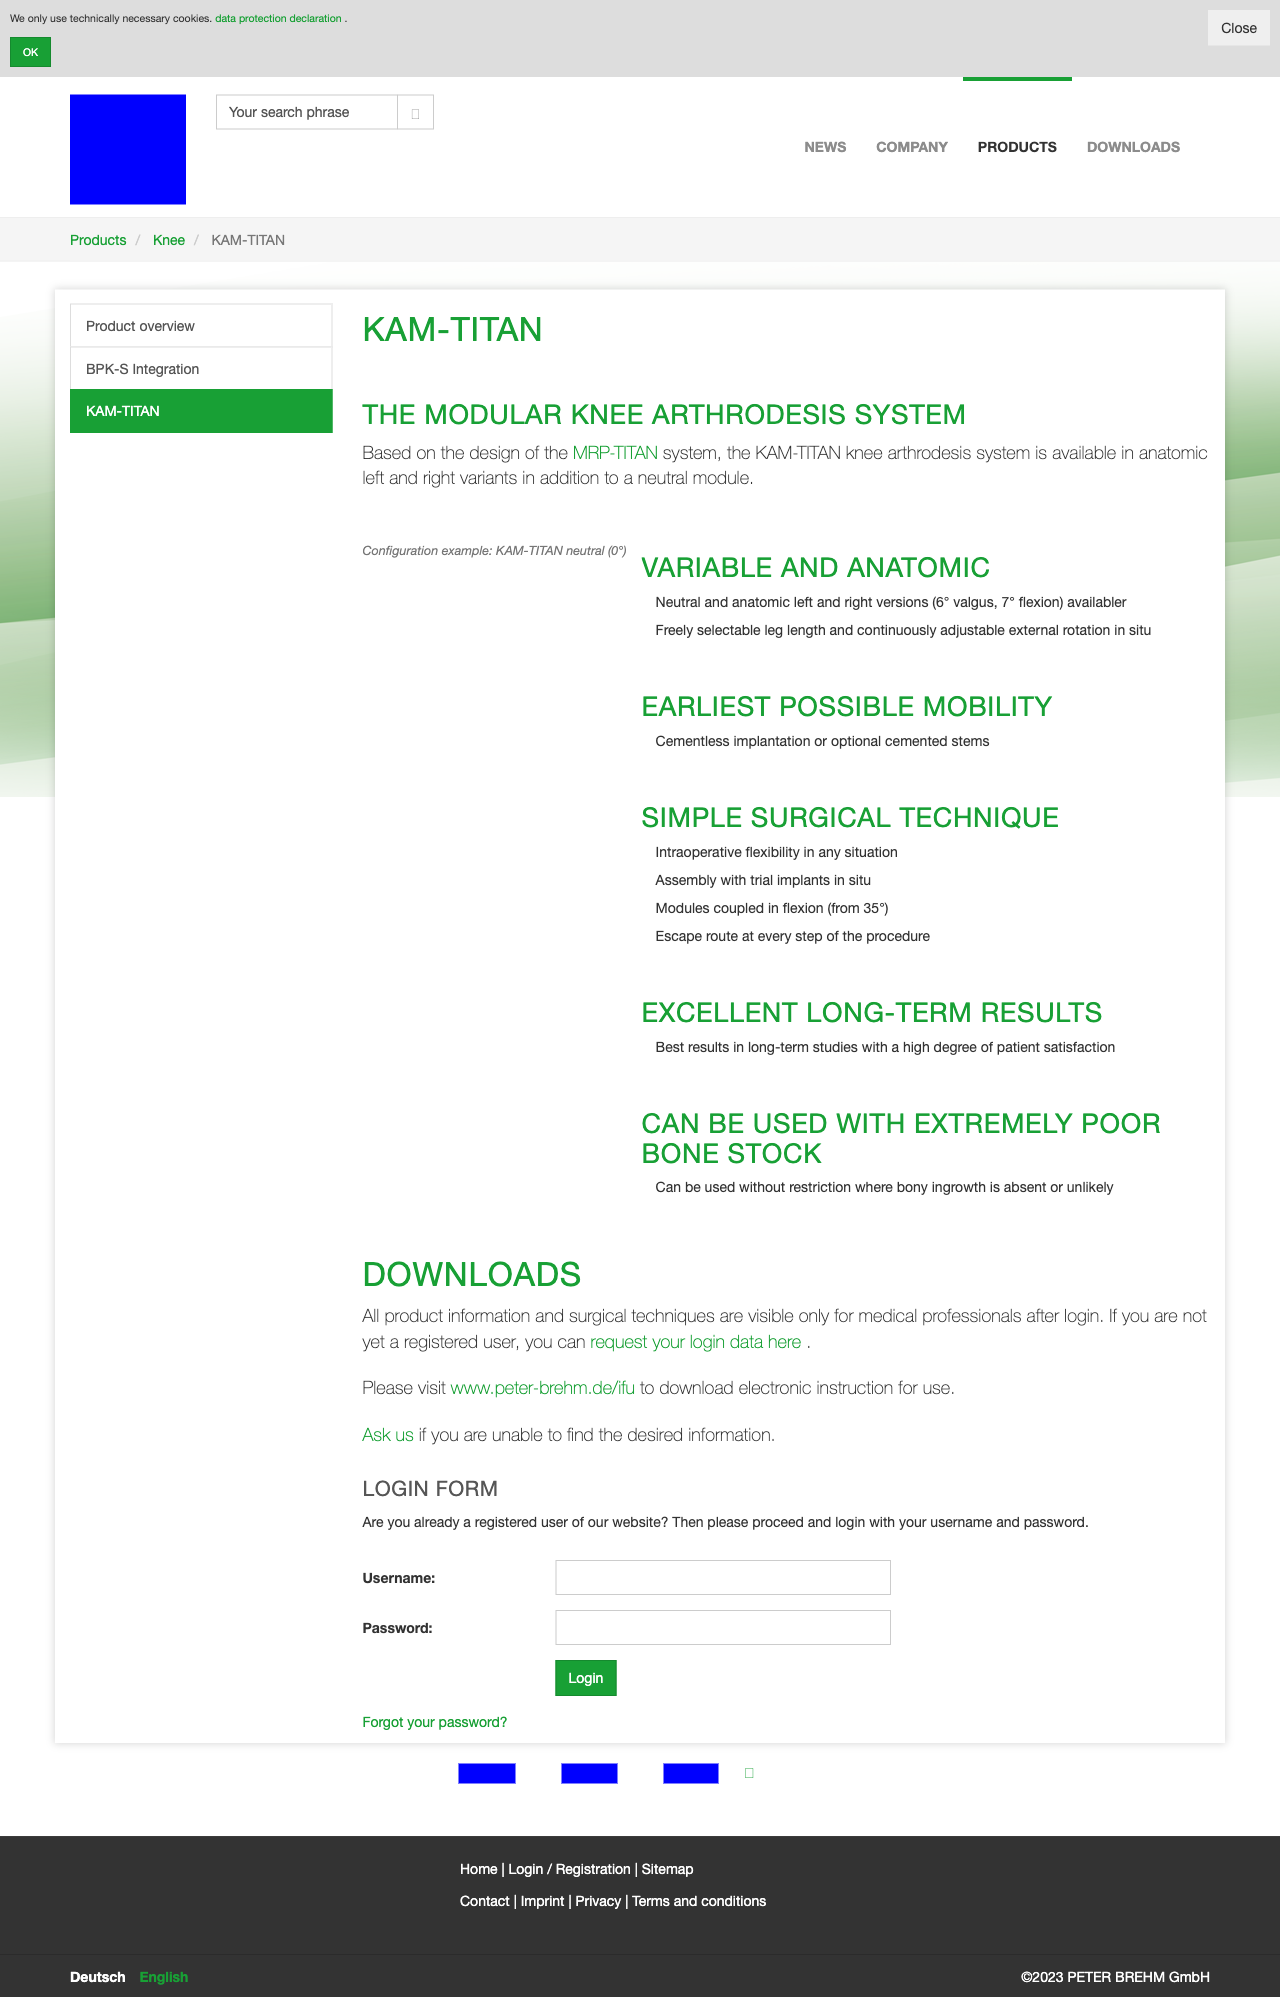 We only use technically necessary cookies. data protection declaration .
Close
OK
Your search phrase
NEWS COMPANY PRODUCTS DOWNLOADS
Products / Knee / KAM-TITAN
Product overview
BPK-S Integration
KAM-TITAN
KAM-TITAN
THE MODULAR KNEE ARTHRODESIS SYSTEM
Based on the design of the MRP-TITAN system, the KAM-TITAN knee arthrodesis system is available in anatomic
left and right variants in addition to a neutral module.
Configuration example: KAM-TITAN neutral (0°)
VARIABLE AND ANATOMIC
Neutral and anatomic left and right versions (6° valgus, 7° flexion) availabler
Freely selectable leg length and continuously adjustable external rotation in situ
EARLIEST POSSIBLE MOBILITY
Cementless implantation or optional cemented stems
SIMPLE SURGICAL TECHNIQUE
Intraoperative flexibility in any situation
Assembly with trial implants in situ
Modules coupled in flexion (from 35°)
Escape route at every step of the procedure
EXCELLENT LONG-TERM RESULTS
Best results in long-term studies with a high degree of patient satisfaction
CAN BE USED WITH EXTREMELY POOR
BONE STOCK
Can be used without restriction where bony ingrowth is absent or unlikely
DOWNLOADS
All product information and surgical techniques are visible only for medical professionals after login. If you are not
yet a registered user, you can request your login data here .
Please visit www.peter-brehm.de/ifu to download electronic instruction for use.
Ask us if you are unable to find the desired information.
LOGIN FORM
Are you already a registered user of our website? Then please proceed and login with your username and password.
Username:
Password:
Login
Forgot your password?
Home | Login / Registration | Sitemap
Contact | Imprint | Privacy | Terms and conditions
Deutsch English
©2023 PETER BREHM GmbH